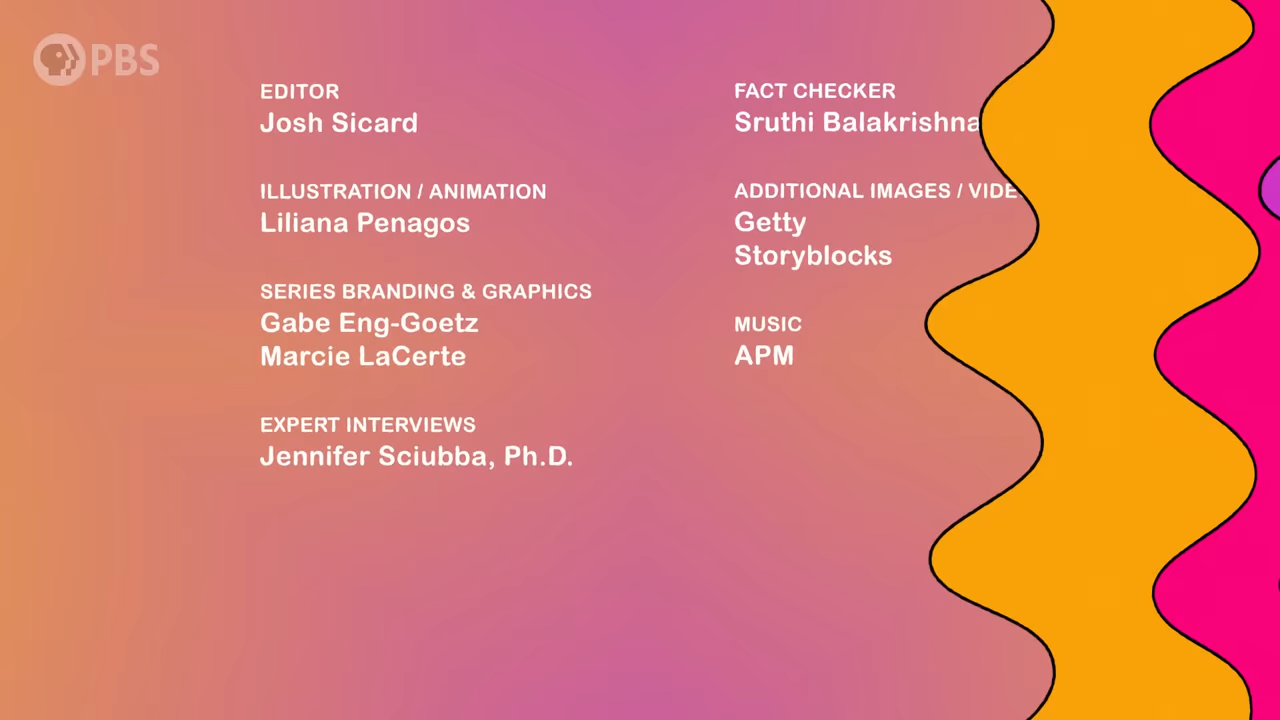 PBS
EDITOR
Josh Sicard
ILLUSTRATION / ANIMATION
Liliana Penagos
SERIES BRANDING & GRAPHICS
Gabe Eng-Goetz
Marcie LaCerte
EXPERT INTERVIEWS
Jennifer Sciubba, Ph.D.
FACT CHECKER
Sruthi Balakrishna
ADDITIONAL IMAGES / VIDE
Getty
Storyblocks
MUSIC
APM